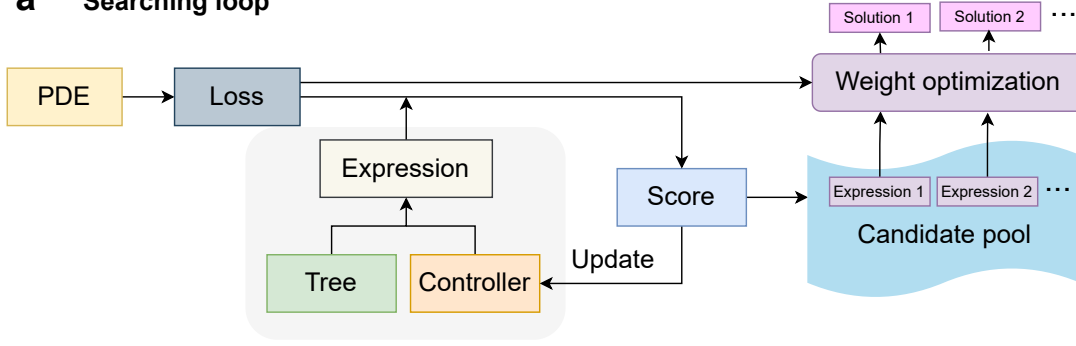 a Searching loop
Solution 1
Solution 2
...
PDE
Loss
Weight optimization
Expression
Score
Expression 1
Expression 2
...
Candidate pool
Tree
Controller
Update